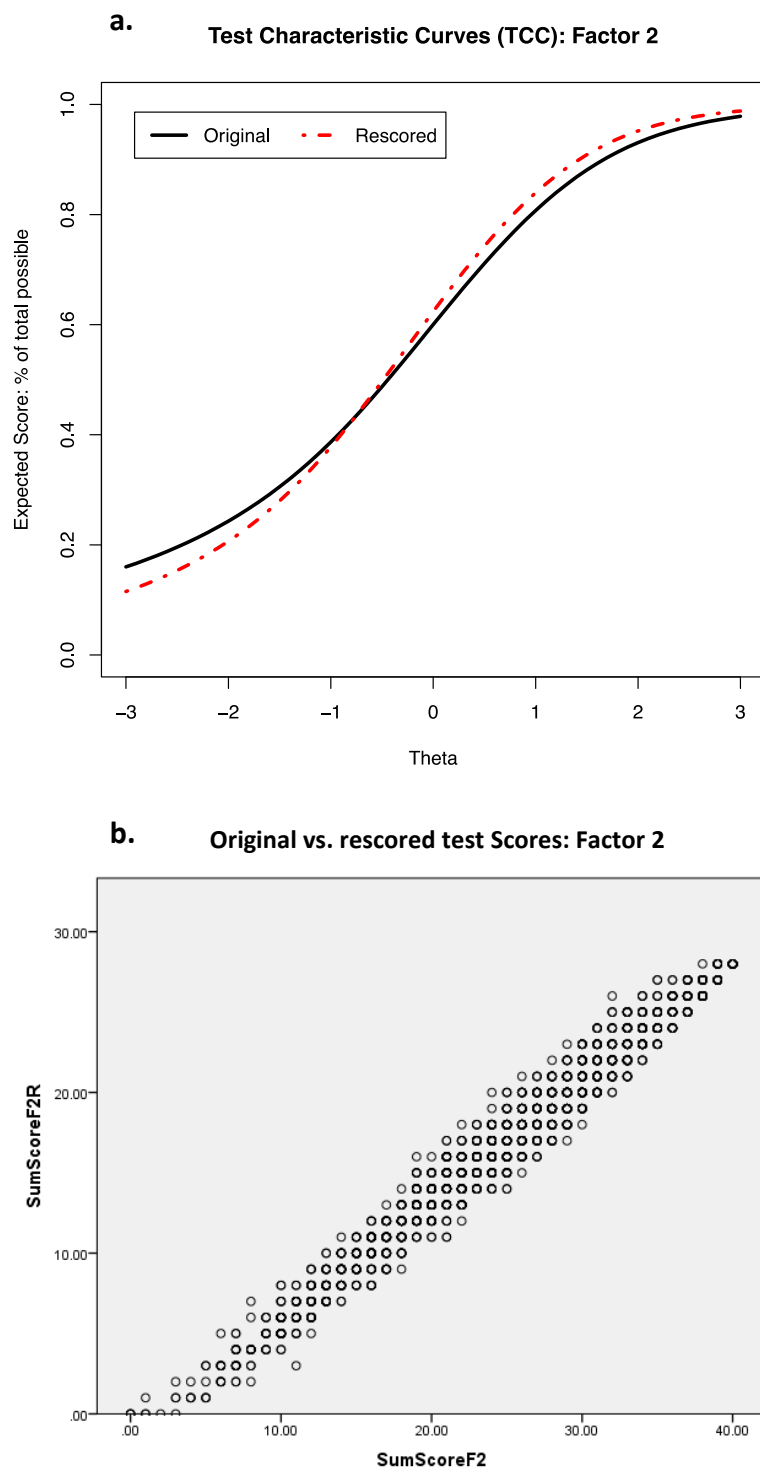 a.
Test Characteristic Curves (TCC): Factor 2
Original
Rescored
Expected Score: % of total possible
1.0
0.8
0.6
0.4
0.2
0.0
−3
−2
−1
0
1
2
3
Theta
b.
Original vs. rescored test Scores: Factor 2
SumScoreF2R
30.00
20.00
10.00
.00
.00
10.00
20.00
30.00
40.00
SumScoreF2